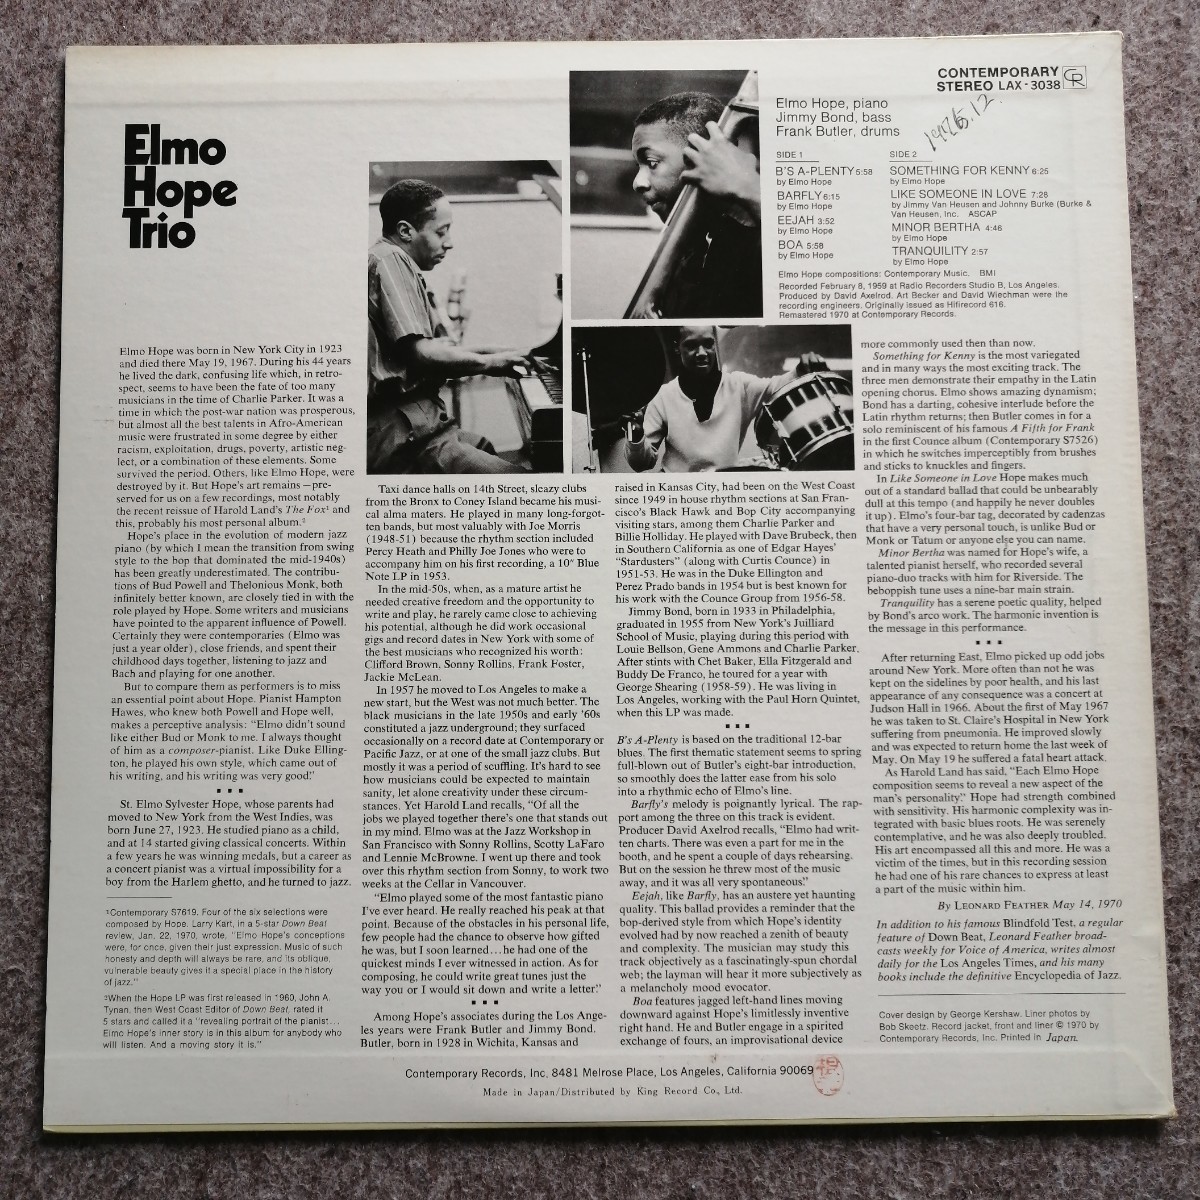 CONTEMPORARY CR
STEREO LAX-3038
Elmo
Hope
Trio
Elmo Hope, piano
Jimmy Bond, bass
Frank Butler, drums
SIDE 1
B'S A-PLENTY 5:58
by Elmo Hope
BARFLY 6:15
by Elmo Hope
EEJAH 3:52
by Elmo Hope
BOA 5:58
by Elmo Hope
SIDE 2
SOMETHING FOR KENNY 6:25
by Elmo Hope
LIKE SOMEONE IN LOVE 7:28
by Jimmy Van Heusen and Johnny Burke (Burke &
Van Heusen, Inc. ASCAP
MINOR BERTHA 4:46
by Elmo Hope
TRANQUILITY 2:57
by Elmo Hope
Elmo Hope compositions: Contemporary Music. BMI
Recorded February 8, 1959 at Radio Recorders Studio B, Los Angeles.
Produced by David Axelrod. Art Becker and David Wiechman were the
recording engineers. Originally issued as Hifirecord 616.
Remastered 1970 at Contemporary Records.
Elmo Hope was born in New York City in 1923
and died there May 19, 1967. During his 44 years
he lived the dark, confusing life which, in retro-
spect, seems to have been the fate of too many
musicians in the time of Charlie Parker. It was a
time in which the post-war nation was prosperous,
but almost all the best talents in Afro-American
music were frustrated in some degree by either
racism, exploitation, drugs, poverty, artistic neg-
lect, or a combination of these elements. Some
survived the period. Others, like Elmo Hope, were
destroyed by it. But Hope's art remains—pre-
served for us on a few recordings, most notably
the recent reissue of Harold Land's The Fox¹ and
this, probably his most personal album.²
Hope's place in the evolution of modern jazz
piano (by which I mean the transition from swing
style to the bop that dominated the mid-1940s)
has been greatly underestimated. The contribu-
tions of Bud Powell and Thelonious Monk, both
infinitely better known, are closely tied in with the
role played by Hope. Some writers and musicians
have pointed to the apparent influence of Powell.
Certainly they were contemporaries (Elmo was
just a year older), close friends, and spent their
childhood days together, listening to jazz and
Bach and playing for one another.
But to compare them as performers is to miss
an essential point about Hope. Pianist Hampton
Hawes, who knew both Powell and Hope well,
makes a perceptive analysis: "Elmo didn't sound
like either Bud or Monk to me. I always thought
of him as a composer-pianist. Like Duke Elling-
ton, he played his own style, which came out of
his writing, and his writing was very good."
▪ ▪ ▪
St. Elmo Sylvester Hope, whose parents had
moved to New York from the West Indies, was
born June 27, 1923. He studied piano as a child,
and at 14 started giving classical concerts. Within
a few years he was winning medals, but a career as
a concert pianist was a virtual impossibility for a
boy from the Harlem ghetto, and he turned to jazz.
¹Contemporary S7619. Four of the six selections were
composed by Hope. Larry Kart, in a 5-star Down Beat
review, Jan. 22, 1970, wrote, "Elmo Hope's conceptions
were, for once, given their just expression. Music of such
honesty and depth will always be rare, and its oblique,
vulnerable beauty gives it a special place in the history
of jazz."
²When the Hope LP was first released in 1960, John A.
Tynan, then West Coast Editor of Down Beat, rated it
5 stars and called it a "revealing portrait of the pianist...
Elmo Hope's inner story is in this album for anybody who
will listen. And a moving story it is."
Taxi dance halls on 14th Street, sleazy clubs
from the Bronx to Coney Island became his musi-
cal alma maters. He played in many long-forgot-
ten bands, but most valuably with Joe Morris
(1948-51) because the rhythm section included
Percy Heath and Philly Joe Jones who were to
accompany him on his first recording, a 10" Blue
Note LP in 1953.
In the mid-50s, when, as a mature artist he
needed creative freedom and the opportunity to
write and play, he rarely came close to achieving
his potential, although he did work occasional
gigs and record dates in New York with some of
the best musicians who recognized his worth:
Clifford Brown, Sonny Rollins, Frank Foster,
Jackie McLean.
In 1957 he moved to Los Angeles to make a
new start, but the West was not much better. The
black musicians in the late 1950s and early '60s
constituted a jazz underground; they surfaced
occasionally on a record date at Contemporary or
Pacific Jazz, or at one of the small jazz clubs. But
mostly it was a period of scuffling. It's hard to see
how musicians could be expected to maintain
sanity, let alone creativity under these circum-
stances. Yet Harold Land recalls, "Of all the
jobs we played together there's one that stands out
in my mind. Elmo was at the Jazz Workshop in
San Francisco with Sonny Rollins, Scotty LaFaro
and Lennie McBrowne. I went up there and took
over this rhythm section from Sonny, to work two
weeks at the Cellar in Vancouver.
"Elmo played some of the most fantastic piano
I've ever heard. He really reached his peak at that
point. Because of the obstacles in his personal life,
few people had the chance to observe how gifted
he was, but I soon learned...he had one of the
quickest minds I ever witnessed in action. As for
composing, he could write great tunes just the
way you or I would sit down and write a letter."
▪ ▪ ▪
Among Hope's associates during the Los Ange-
les years were Frank Butler and Jimmy Bond.
Butler, born in 1928 in Wichita, Kansas and
raised in Kansas City, had been on the West Coast
since 1949 in house rhythm sections at San Fran-
cisco's Black Hawk and Bop City accompanying
visiting stars, among them Charlie Parker and
Billie Holliday. He played with Dave Brubeck, then
in Southern California as one of Edgar Hayes'
"Stardusters" (along with Curtis Counce) in
1951-53. He was in the Duke Ellington and
Perez Prado bands in 1954 but is best known for
his work with the Counce Group from 1956-58.
Jimmy Bond, born in 1933 in Philadelphia,
graduated in 1955 from New York's Juilliard
School of Music, playing during this period with
Louie Bellson, Gene Ammons and Charlie Parker.
After stints with Chet Baker, Ella Fitzgerald and
Buddy De Franco, he toured for a year with
George Shearing (1958-59). He was living in
Los Angeles, working with the Paul Horn Quintet,
when this LP was made.
▪ ▪ ▪
B's A-Plenty is based on the traditional 12-bar
blues. The first thematic statement seems to spring
full-blown out of Butler's eight-bar introduction,
so smoothly does the latter ease from his solo
into a rhythmic echo of Elmo's line.
Barfly's melody is poignantly lyrical. The rap-
port among the three on this track is evident.
Producer David Axelrod recalls, "Elmo had writ-
ten charts. There was even a part for me in the
booth, and he spent a couple of days rehearsing.
But on the session he threw most of the music
away, and it was all very spontaneous."
Eejah, like Barfly, has an austere yet haunting
quality. This ballad provides a reminder that the
bop-derived style from which Hope's identity
evolved had by now reached a zenith of beauty
and complexity. The musician may study this
track objectively as a fascinatingly-spun chordal
web; the layman will hear it more subjectively as
a melancholy mood evocator.
Boa features jagged left-hand lines moving
downward against Hope's limitlessly inventive
right hand. He and Butler engage in a spirited
exchange of fours, an improvisational device
more commonly used then than now.
Something for Kenny is the most variegated
and in many ways the most exciting track. The
three men demonstrate their empathy in the Latin
opening chorus. Elmo shows amazing dynamism;
Bond has a darting, cohesive interlude before the
Latin rhythm returns; then Butler comes in for a
solo reminiscent of his famous A Fifth for Frank
in the first Counce album (Contemporary S7526)
in which he switches imperceptibly from brushes
and sticks to knuckles and fingers.
In Like Someone in Love Hope makes much
out of a standard ballad that could be unbearably
dull at this tempo (and happily he never doubles
it up). Elmo's four-bar tag, decorated by cadenzas
that have a very personal touch, is unlike Bud or
Monk or Tatum or anyone else you can name.
Minor Bertha was named for Hope's wife, a
talented pianist herself, who recorded several
piano-duo tracks with him for Riverside. The
beboppish tune uses a nine-bar main strain.
Tranquility has a serene poetic quality, helped
by Bond's arco work. The harmonic invention is
the message in this performance.
▪ ▪ ▪
After returning East, Elmo picked up odd jobs
around New York. More often than not he was
kept on the sidelines by poor health, and his last
appearance of any consequence was a concert at
Judson Hall in 1966. About the first of May 1967
he was taken to St. Claire's Hospital in New York
suffering from pneumonia. He improved slowly
and was expected to return home the last week of
May. On May 19 he suffered a fatal heart attack.
As Harold Land has said, "Each Elmo Hope
composition seems to reveal a new aspect of the
man's personality." Hope had strength combined
with sensitivity. His harmonic complexity was in-
tegrated with basic blues roots. He was serenely
contemplative, and he was also deeply troubled.
His art encompassed all this and more. He was a
victim of the times, but in this recording session
he had one of his rare chances to express at least
a part of the music within him.
By LEONARD FEATHER May 14, 1970
In addition to his famous Blindfold Test, a regular
feature of Down Beat, Leonard Feather broad-
casts weekly for Voice of America, writes almost
daily for the Los Angeles Times, and his many
books include the definitive Encyclopedia of Jazz.
Cover design by George Kershaw. Liner photos by
Bob Skeetz. Record jacket, front and liner © 1970 by
Contemporary Records, Inc. Printed in Japan.
Contemporary Records, Inc. 8481 Melrose Place, Los Angeles, California 90069
Made in Japan/Distributed by King Record Co., Ltd.